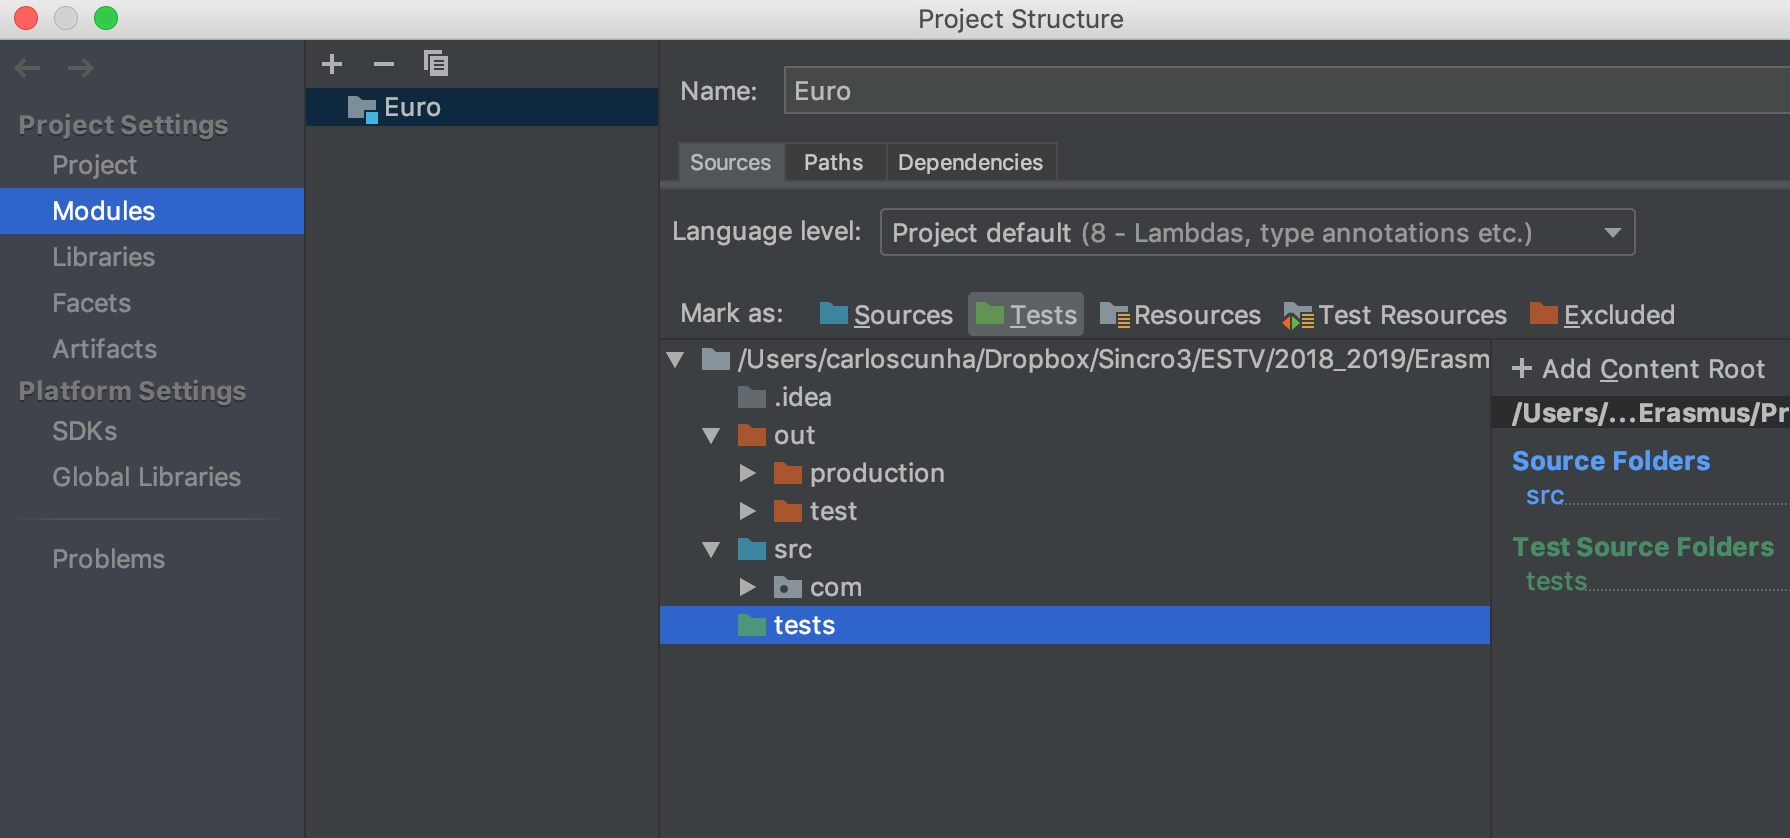 Project Structure
Project Settings
Project
Modules
Libraries
Facets
Artifacts
Platform Settings
SDKs
Global Libraries
Problems
Euro
Name: Euro
Sources Paths Dependencies
Language level: Project default (8 - Lambdas, type annotations etc.)
Mark as: Sources Tests Resources Test Resources Excluded
/Users/carloscunha/Dropbox/Sincro3/ESTV/2018_2019/Erasm
.idea
out
production
test
src
com
tests
+ Add Content Root
/Users/...Erasmus/Pr
Source Folders
src
Test Source Folders
tests